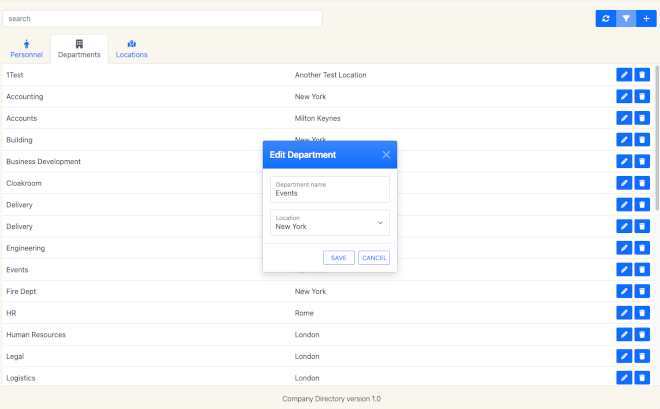 search
Personnel Departments Locations
1Test Another Test Location
Accounting New York
Accounts Milton Keynes
Building New York
Edit Department
Business Development
Cloakroom
Department name
Events
Delivery
Location
New York
Delivery
Engineering
SAVE CANCEL
Events
Fire Dept New York
HR Rome
Human Resources London
Legal London
Logistics London
Company Directory version 1.0